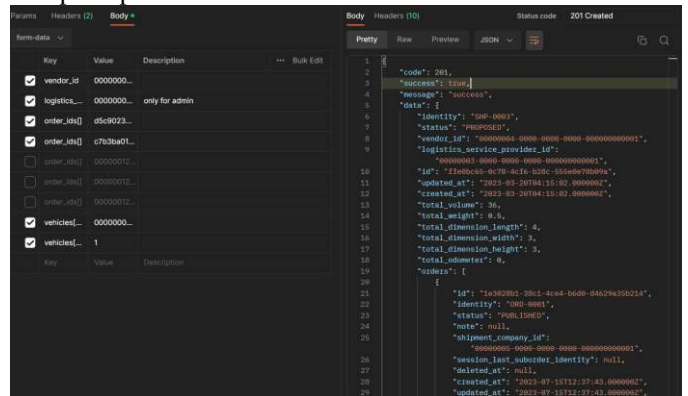 Params Headers (2) Body
form-data
Key Value Description ••• Bulk Edit
vendor_id 0000000...
logistics_... 0000000... only for admin
order_ids[] d5c9023...
order_ids[] c7b3ba01...
order_ids[] 00000012...
order_ids[] 00000012...
order_ids[] 00000012...
vehicles[... 0000000...
vehicles[... 1
Key Value Description
Body Headers (10) Status code 201 Created
Pretty Raw Preview JSON
1
2 "code": 201,
3 "success": true,
4 "message": "success",
5 "data": {
6 "identity": "SHP-0003",
7 "status": "PROPOSED",
8 "vendor_id": "00000004-0000-0000-0000-000000000001",
9 "logistics_service_provider_id":
"00000003-0000-0000-0000-000000000001",
10 "id": "ffe0bc65-0c78-4cf6-b28c-555e0e78b09a",
11 "updated_at": "2023-03-20T04:15:02.000000Z",
12 "created_at": "2023-03-20T04:15:02.000000Z",
13 "total_volume": 36,
14 "total_weight": 0.5,
15 "total_dimension_length": 4,
16 "total_dimension_width": 3,
17 "total_dimension_height": 3,
18 "total_odometer": 0,
19 "orders": [
20 {
21 "id": "1e3028b1-38c1-4ce4-b6d0-d4629a35b214",
22 "identity": "ORD-0001",
23 "status": "PUBLISHED",
24 "note": null,
25 "shipment_company_id":
"00000005-0000-0000-0000-000000000001",
26 "session_last_suborder_identity": null,
27 "deleted_at": null,
28 "created_at": "2023-07-15T12:37:43.000000Z",
29 "updated_at": "2023-07-15T12:37:43.000000Z",